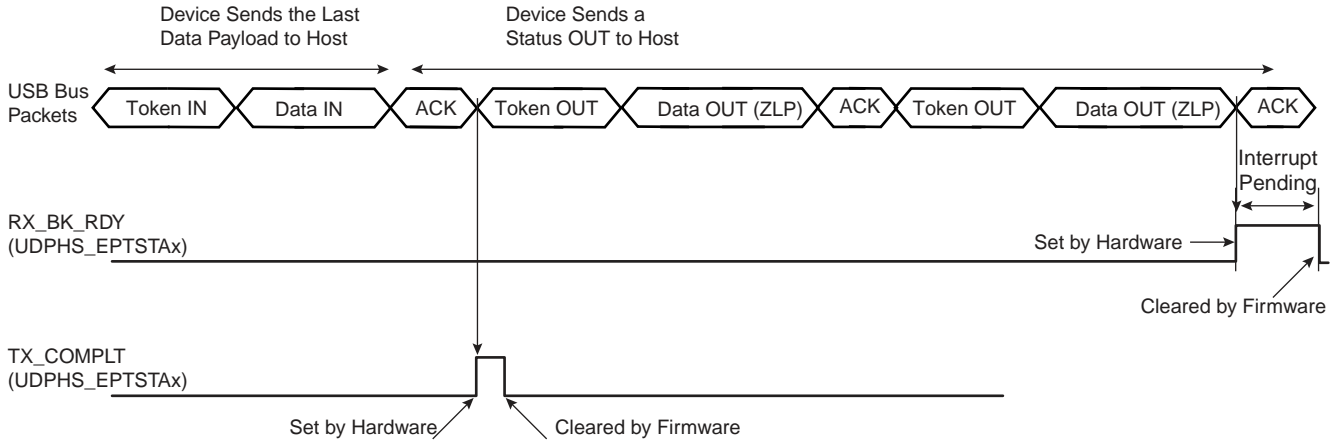 Device Sends the Last
Data Payload to Host
Device Sends a
Status OUT to Host
USB Bus
Packets
Token IN
Data IN
ACK
Token OUT
Data OUT (ZLP)
ACK
Token OUT
Data OUT (ZLP)
ACK
Interrupt
Pending
RX_BK_RDY
(UDPHS_EPTSTAx)
Set by Hardware
Cleared by Firmware
TX_COMPLT
(UDPHS_EPTSTAx)
Set by Hardware
Cleared by Firmware